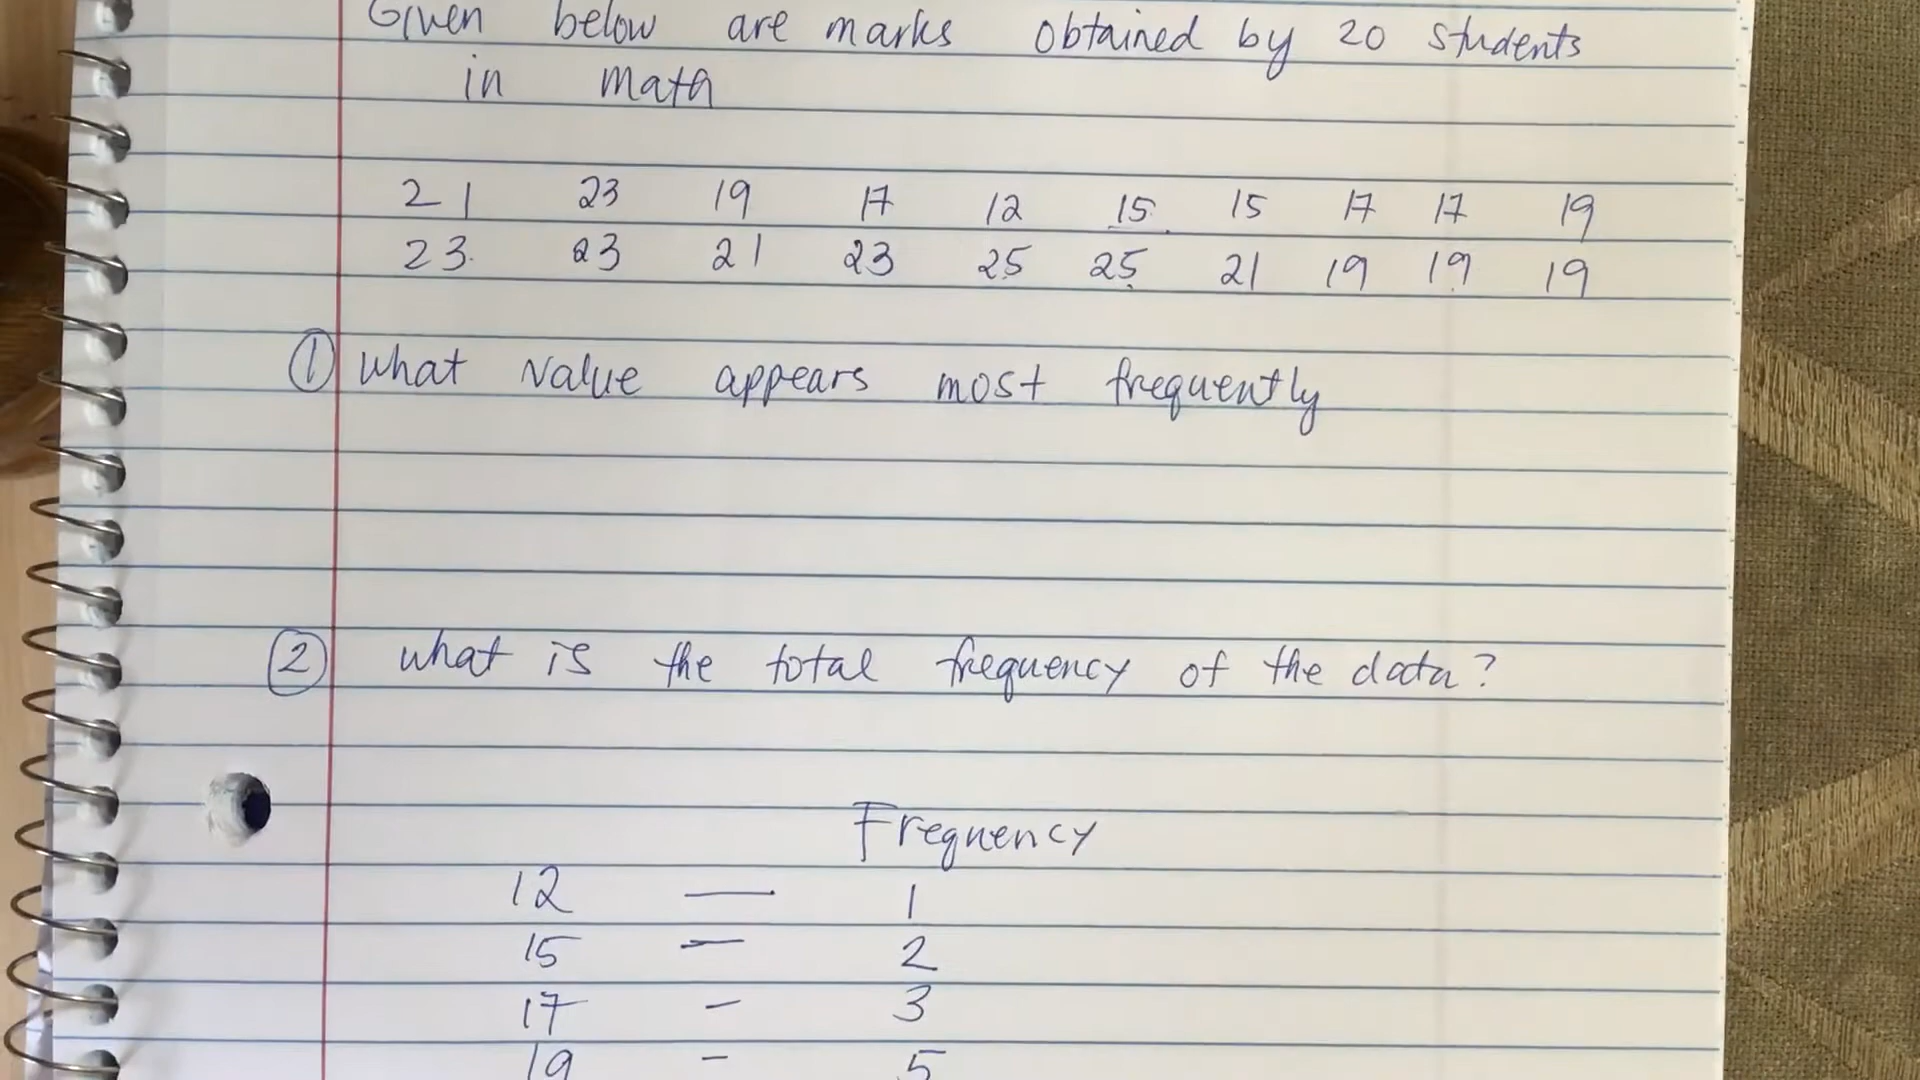 Given below are marks obtained by 20 students
in math
21 23 19 17 12 15 15 17 17 19
23 23 21 23 25 25 21 19 19 19
① What value appears most frequently
② what is the total frequency of the data?
Frequency
12 — 1
15 — 2
17 - 3
19 - 5